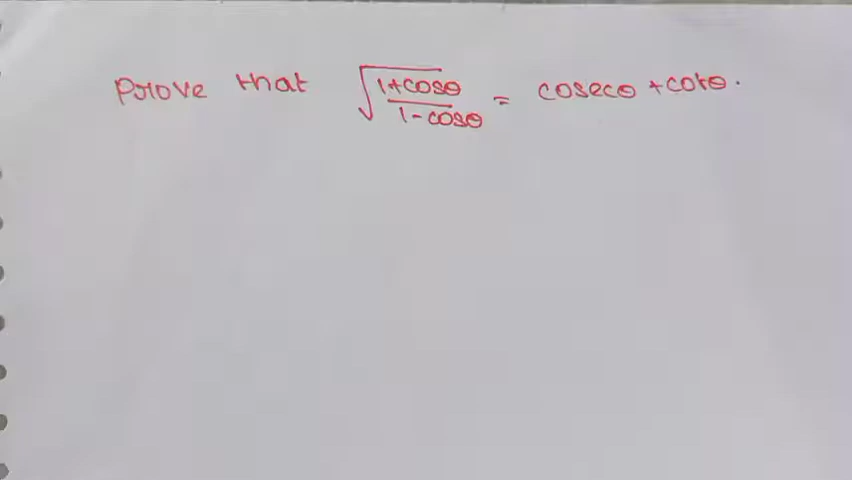 Prove that √(1+cosθ / 1-cosθ) = cosecθ + cotθ.